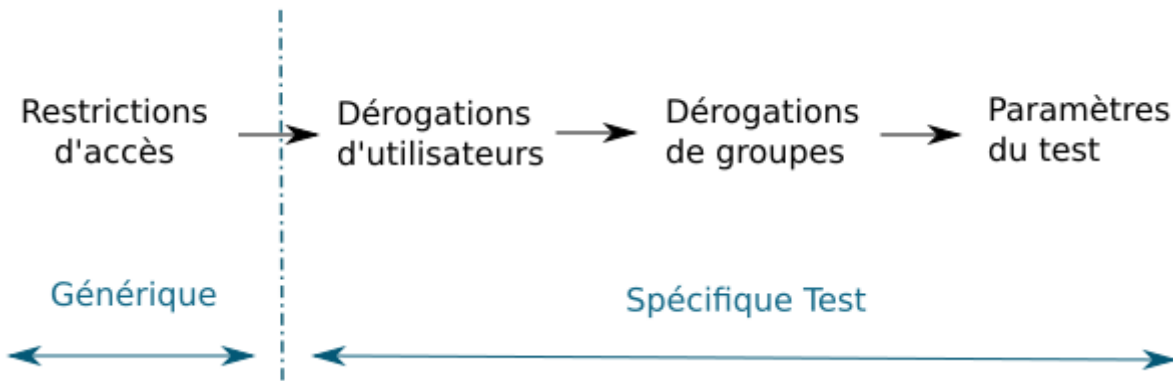 Restrictions
d'accès
Dérogations
d'utilisateurs
Dérogations
de groupes
Paramètres
du test
Générique
Spécifique Test